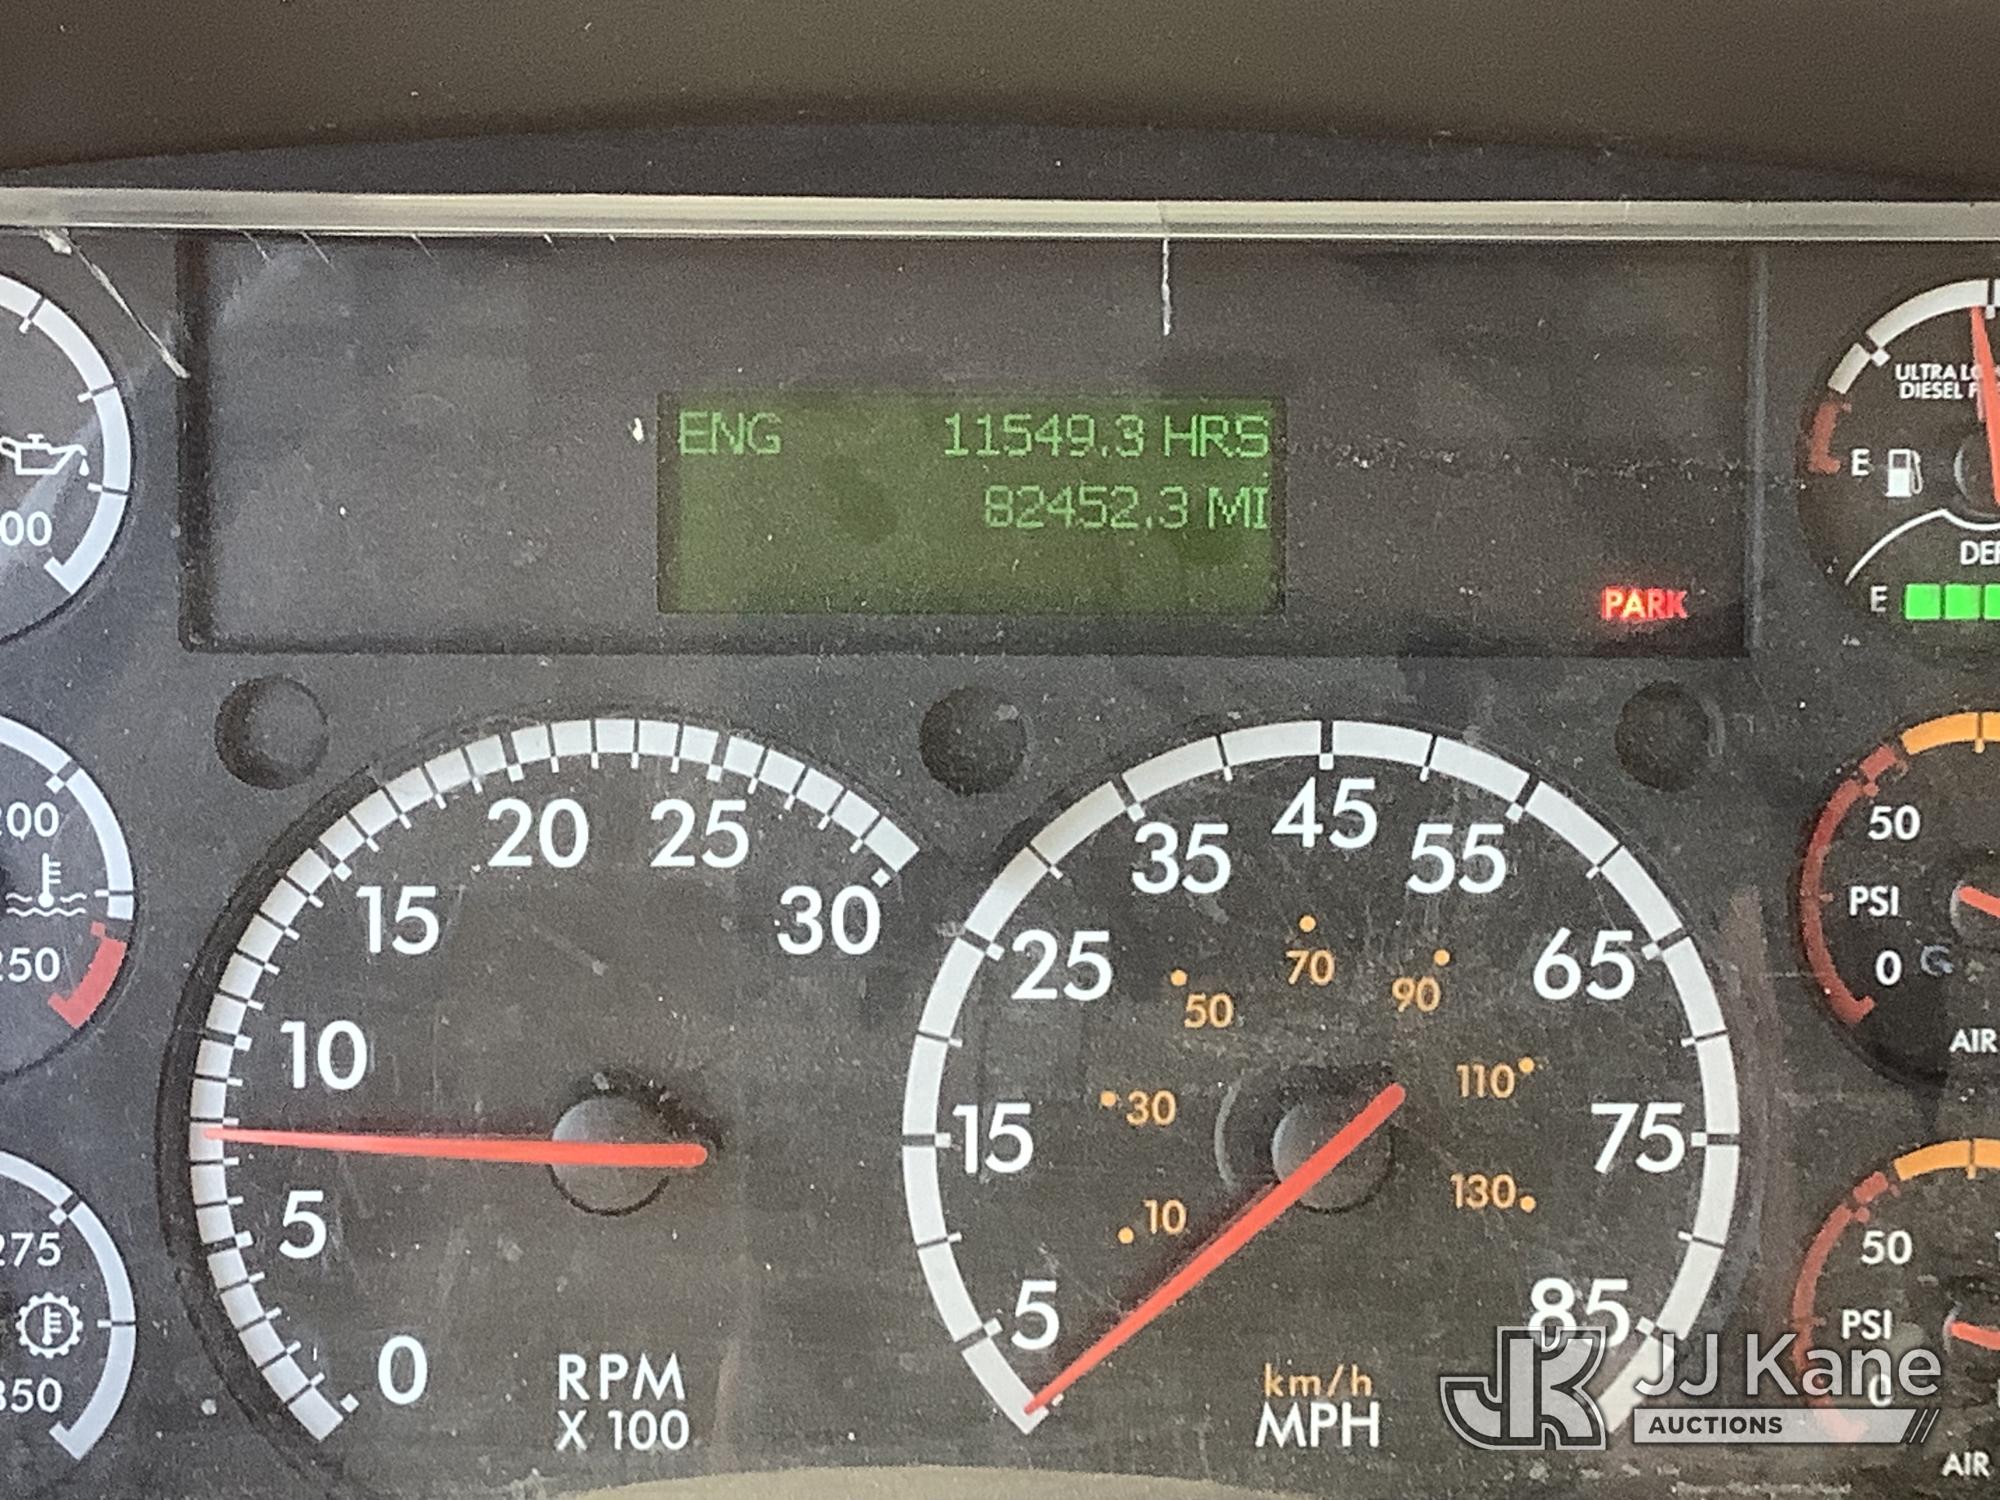 ENG 11549.3 HRS
82452.3 MI
PARK
00
ULTRA
DIESEL
E
E
200
250
275
350
0
5
10
15
20
25
30
RPM
X 100
5
15
25
35
45
55
65
75
85
10
30
50
70
90
110
130
km/h
MPH
50
PSI
0
AIR
50
PSI
0
AIR
JJ Kane
AUCTIONS